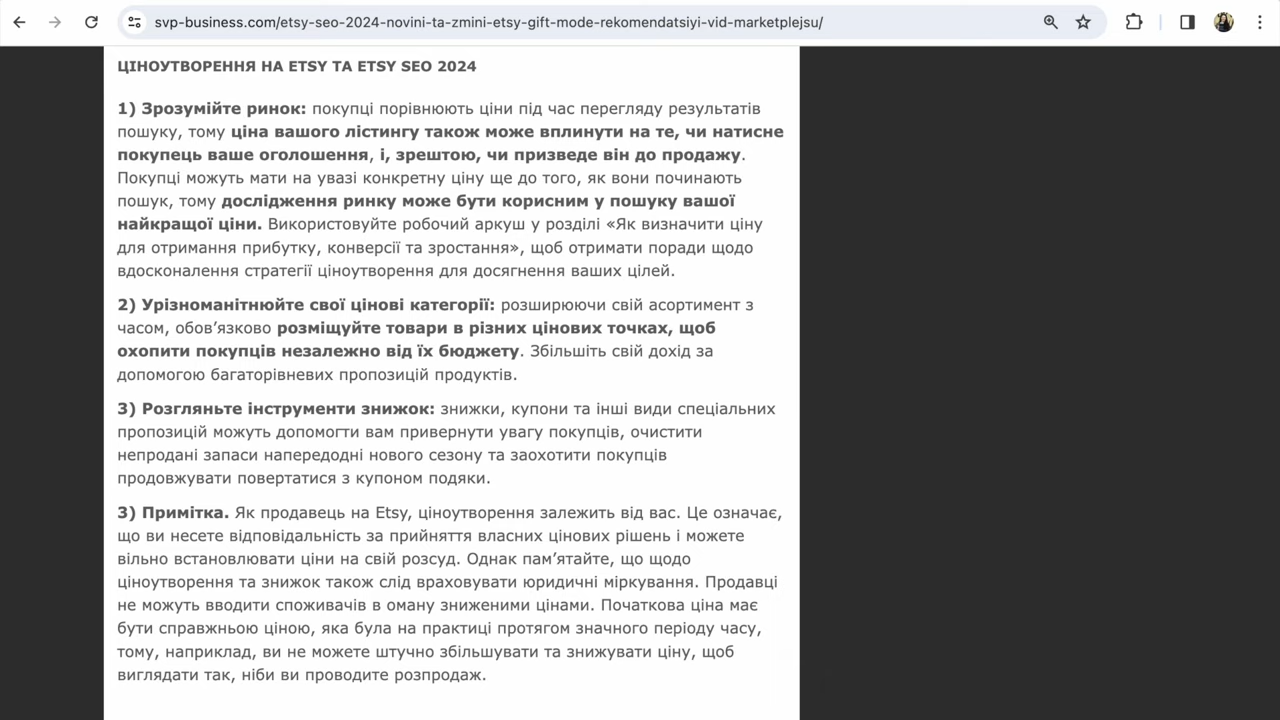 svp-business.com/etsy-seo-2024-novini-ta-zmini-etsy-gift-mode-rekomendatsiyi-vid-marketplejsu/
ЦІНОУТВОРЕННЯ НА ETSY ТА ETSY SEO 2024
1) Зрозумійте ринок: покупці порівнюють ціни під час перегляду результатів
пошуку, тому ціна вашого лістингу також може вплинути на те, чи натисне
покупець ваше оголошення, і, зрештою, чи призведе він до продажу.
Покупці можуть мати на увазі конкретну ціну ще до того, як вони починають
пошук, тому дослідження ринку може бути корисним у пошуку вашої
найкращої ціни. Використовуйте робочий аркуш у розділі «Як визначити ціну
для отримання прибутку, конверсії та зростання», щоб отримати поради щодо
вдосконалення стратегії ціноутворення для досягнення ваших цілей.
2) Урізноманітнюйте свої цінові категорії: розширюючи свій асортимент з
часом, обов’язково розміщуйте товари в різних цінових точках, щоб
охопити покупців незалежно від їх бюджету. Збільшіть свій дохід за
допомогою багаторівневих пропозицій продуктів.
3) Розгляньте інструменти знижок: знижки, купони та інші види спеціальних
пропозицій можуть допомогти вам привернути увагу покупців, очистити
непродані запаси напередодні нового сезону та заохотити покупців
продовжувати повертатися з купоном подяки.
3) Примітка. Як продавець на Etsy, ціноутворення залежить від вас. Це означає,
що ви несете відповідальність за прийняття власних цінових рішень і можете
вільно встановлювати ціни на свій розсуд. Однак пам’ятайте, що щодо
ціноутворення та знижок також слід враховувати юридичні міркування. Продавці
не можуть вводити споживачів в оману зниженими цінами. Початкова ціна має
бути справжньою ціною, яка була на практиці протягом значного періоду часу,
тому, наприклад, ви не можете штучно збільшувати та знижувати ціну, щоб
виглядати так, ніби ви проводите розпродаж.